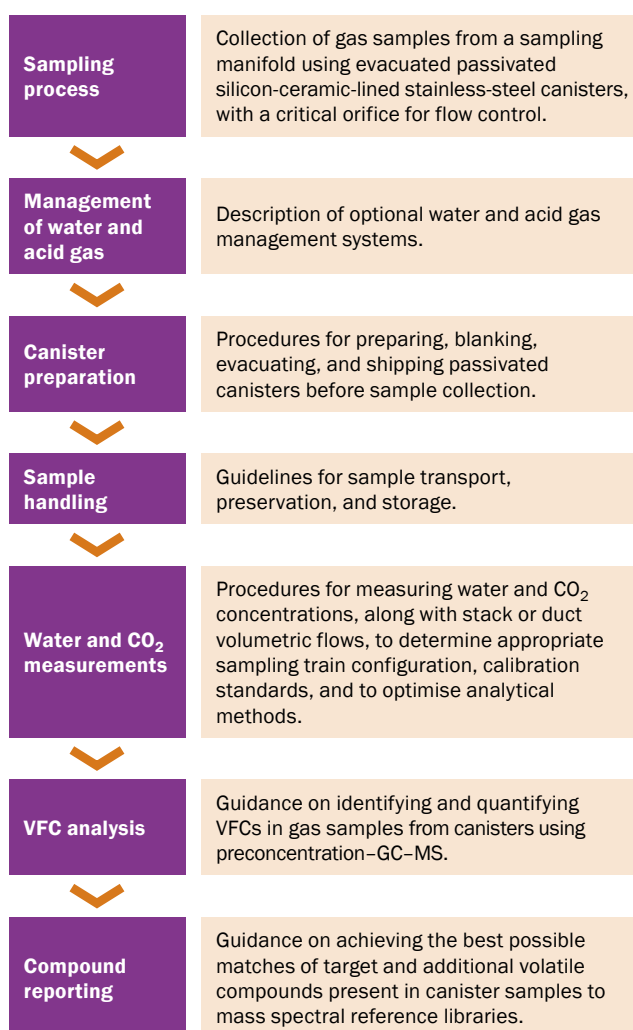 Sampling
process
Collection of gas samples from a sampling
manifold using evacuated passivated
silicon-ceramic-lined stainless-steel canisters,
with a critical orifice for flow control.
Management
of water and
acid gas
Description of optional water and acid gas
management systems.
Canister
preparation
Procedures for preparing, blanking,
evacuating, and shipping passivated
canisters before sample collection.
Sample
handling
Guidelines for sample transport,
preservation, and storage.
Water and CO₂
measurements
Procedures for measuring water and CO₂
concentrations, along with stack or duct
volumetric flows, to determine appropriate
sampling train configuration, calibration
standards, and to optimise analytical
methods.
VFC analysis
Guidance on identifying and quantifying
VFCs in gas samples from canisters using
preconcentration–GC–MS.
Compound
reporting
Guidance on achieving the best possible
matches of target and additional volatile
compounds present in canister samples to
mass spectral reference libraries.